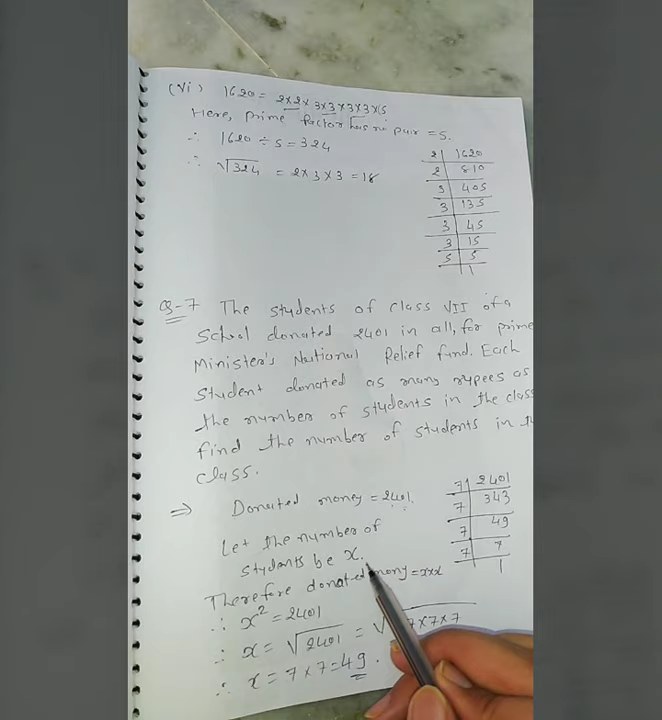 (vi) 1620 = 2×2×3×3×3×3×5
Here, prime factor has no pair = 5.
∴ 1620 ÷ 5 = 324
∴ √324 = 2×3×3 = 18
2 | 1620
2 | 810
3 | 405
3 | 135
3 | 45
3 | 15
5 | 5
| 1
Q-7 The students of class VII of a
School donated 2401 in all, for prime
Minister's National Relief fund. Each
Student donated as many rupees as
the number of students in the class
find the number of students in
class.
⇒ Donated money = 2401
Let the number of
students be x.
Therefore donated mony = x×x
∴ x² = 2401
∴ x = √2401 = √ 7×7×7
∴ x = 7×7 = 49.
7 | 2401
7 | 343
7 | 49
7 | 7
| 1